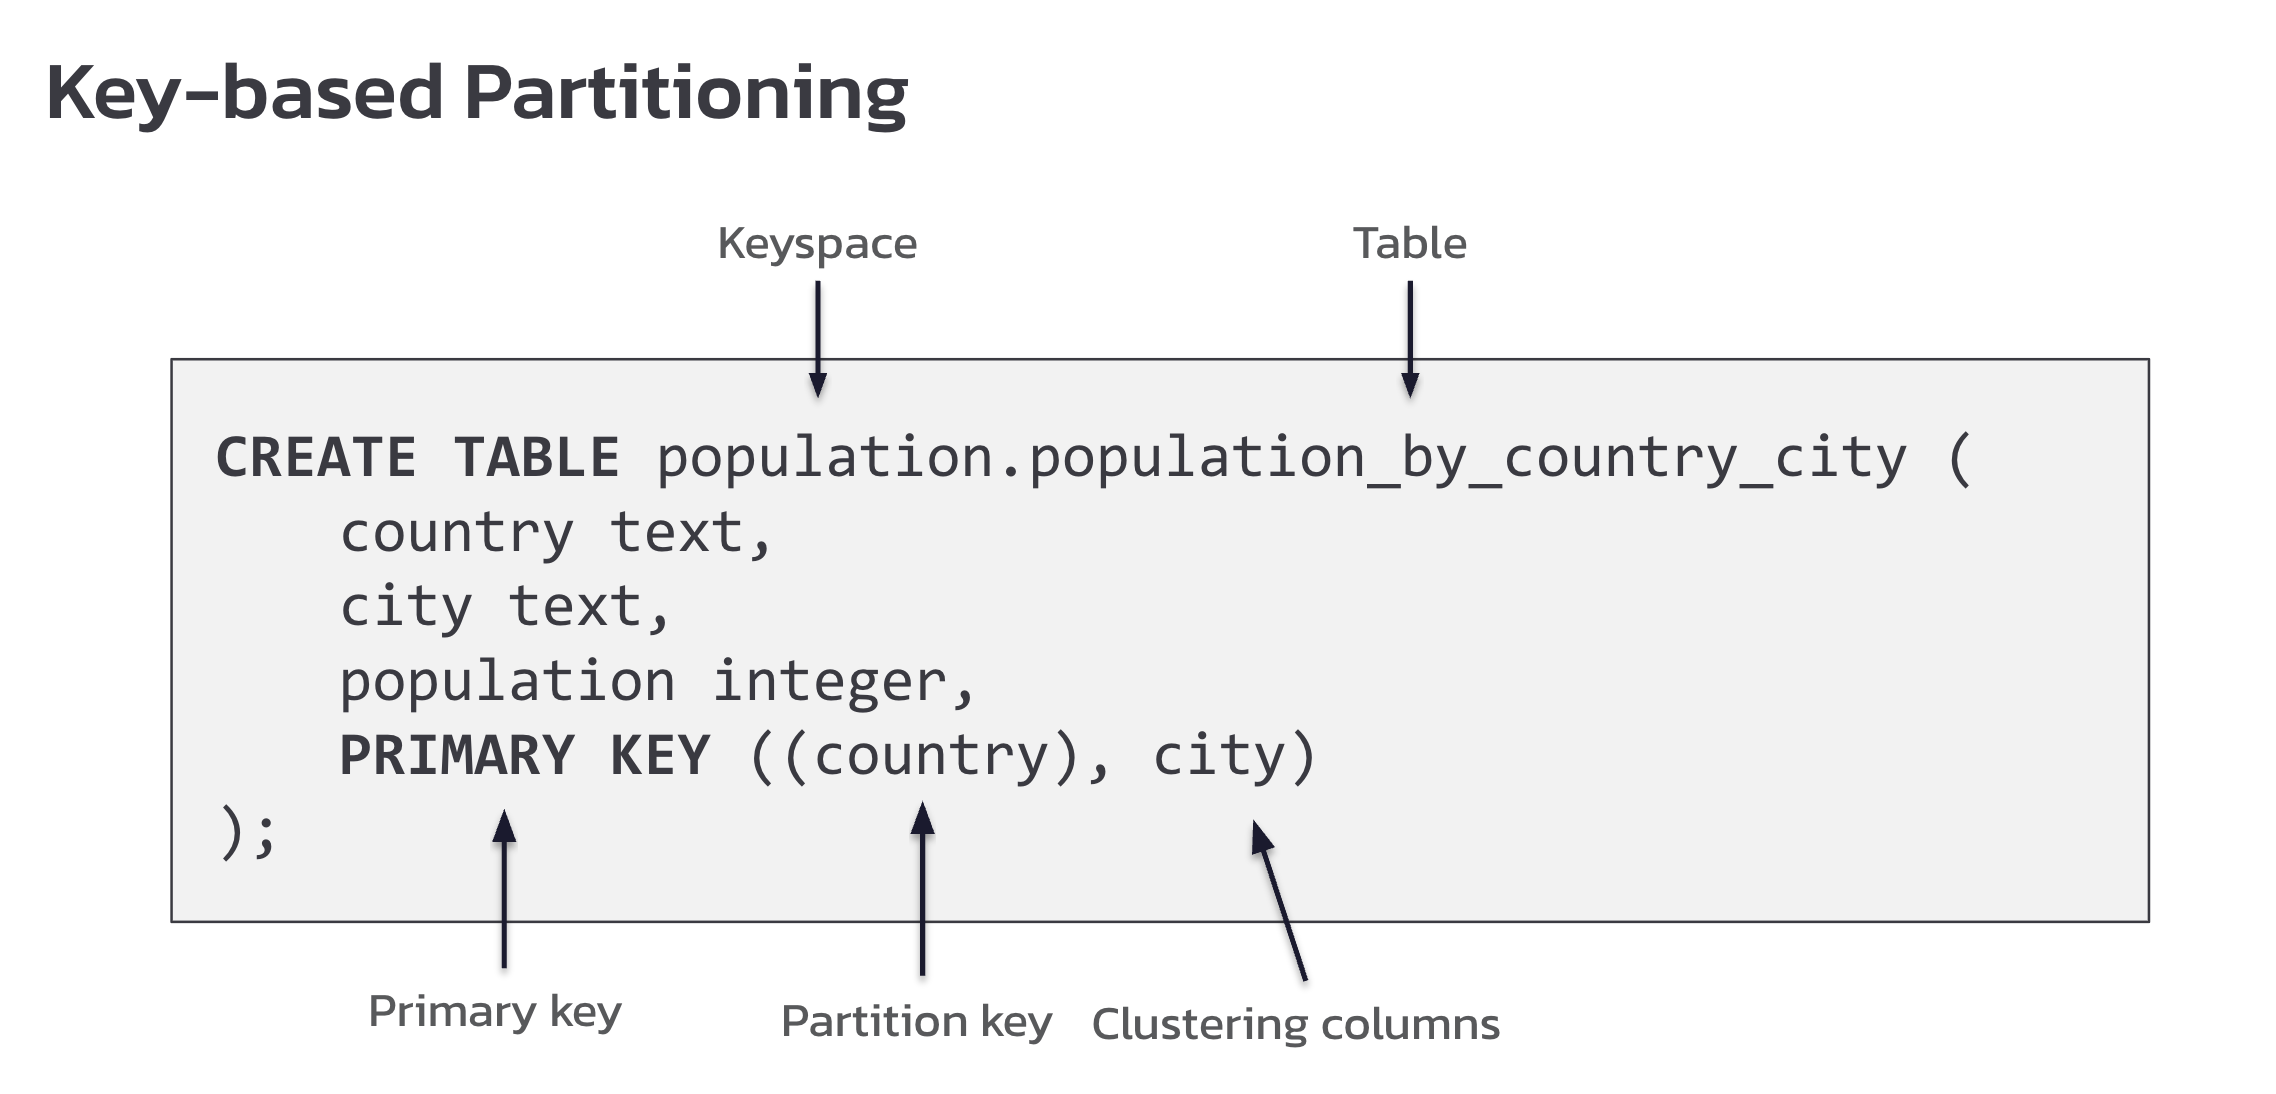 Key-based Partitioning
Keyspace
Table
CREATE TABLE population.population_by_country_city (
country text,
city text,
population integer,
PRIMARY KEY ((country), city)
);
Primary key
Partition key
Clustering columns